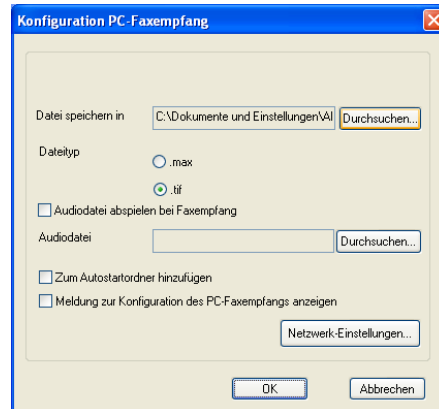 Konfiguration PC-Faxempfang
Datei speichern in C:\Dokumente und Einstellungen\Al Durchsuchen...
Dateityp
.max
.tif
Audiodatei abspielen bei Faxempfang
Audiodatei Durchsuchen...
Zum Autostartordner hinzufügen
Meldung zur Konfiguration des PC-Faxempfangs anzeigen
Netzwerk-Einstellungen...
OK Abbrechen